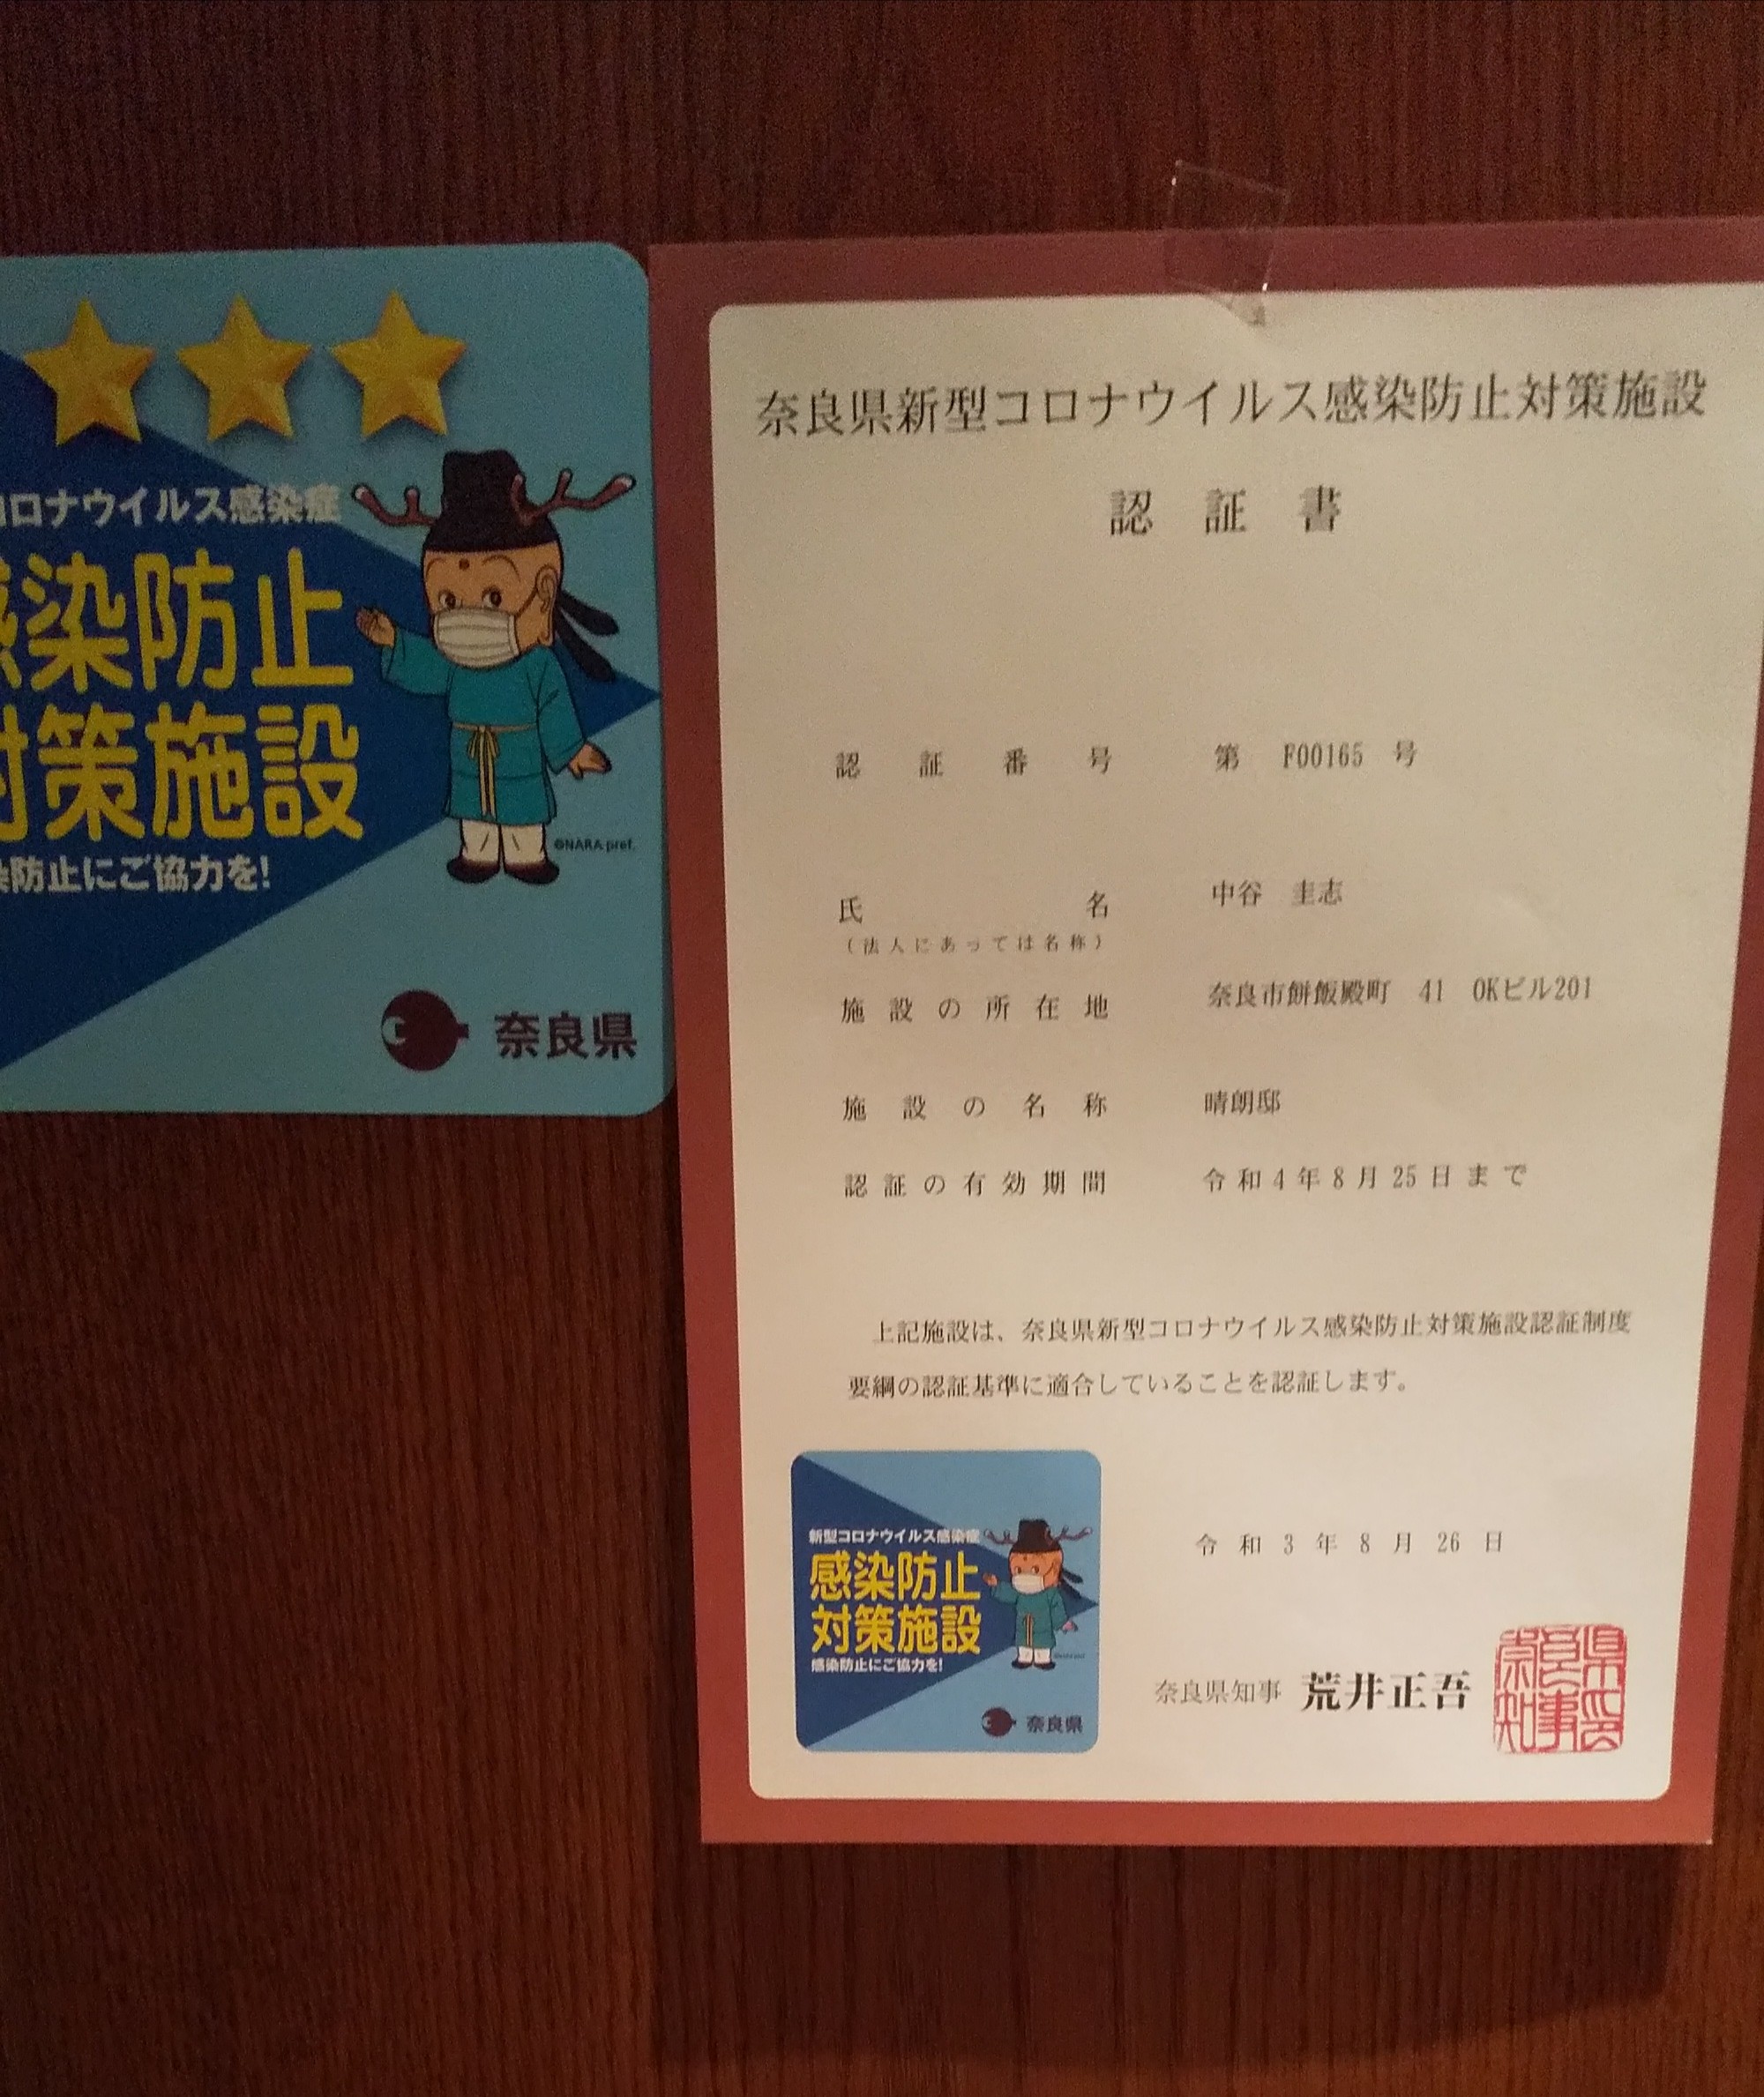 コロナウイルス感染症
感染防止
対策施設
染防止にご協力を!
©NARA pref.
奈良県
奈良県新型コロナウイルス感染防止対策施設
認証書
認証番号 第 F00165 号
氏名 中谷 圭志
(法人にあっては名称)
施設の所在地 奈良市餅飯殿町 41 OKビル201
施設の名称 晴朗邸
認証の有効期間 令和4年8月25日まで
上記施設は、奈良県新型コロナウイルス感染防止対策施設認証制度
要綱の認証基準に適合していることを認証します。
新型コロナウイルス感染症
感染防止
対策施設
感染防止にご協力を!
奈良県
令和3年8月26日
奈良県知事 荒井正吾
奈良県知事印